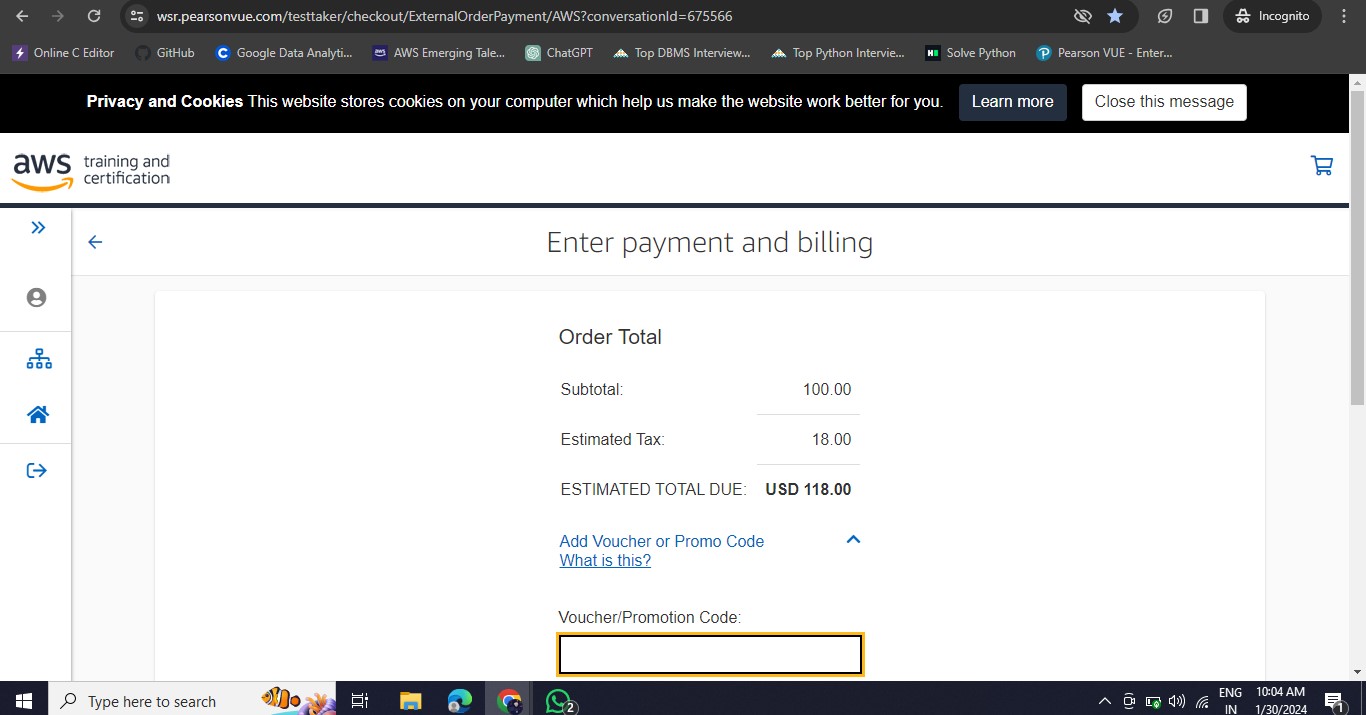 wsr.pearsonvue.com/testtaker/checkout/ExternalOrderPayment/AWS?conversationId=675566
Incognito
Online C Editor
GitHub
Google Data Analyti...
AWS Emerging Tale...
ChatGPT
Top DBMS Interview...
Top Python Intervie...
Solve Python
Pearson VUE - Enter...
Privacy and Cookies This website stores cookies on your computer which help us make the website work better for you.
Learn more
Close this message
aws training and
certification
Enter payment and billing
Order Total
Subtotal: 100.00
Estimated Tax: 18.00
ESTIMATED TOTAL DUE: USD 118.00
Add Voucher or Promo Code
What is this?
Voucher/Promotion Code:
Type here to search
2
ENG
IN
10:04 AM
1/30/2024
1